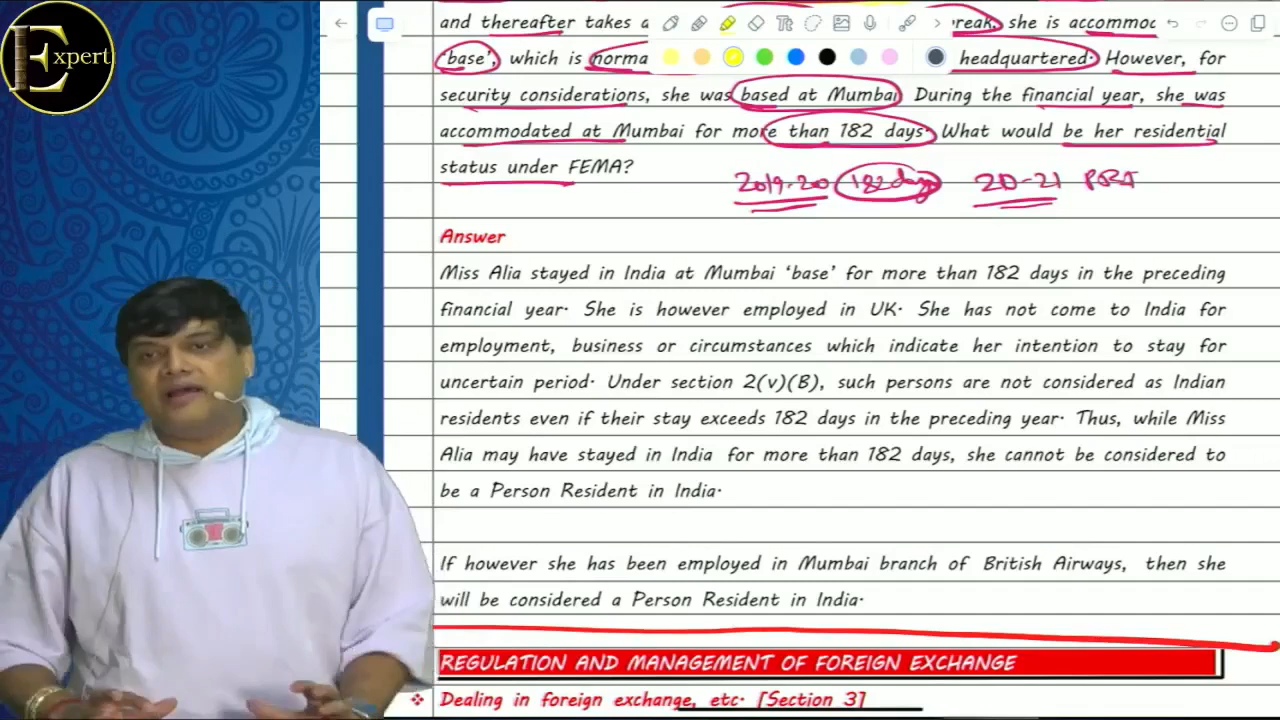 Expert
and thereafter takes a break, she is accommoc
'base', which is norma headquartered. However, for
security considerations, she was based at Mumbai. During the financial year, she was
accommodated at Mumbai for more than 182 days. What would be her residential
status under FEMA?
2019-20 182 days 20-21
Answer
Miss Alia stayed in India at Mumbai 'base' for more than 182 days in the preceding
financial year. She is however employed in UK. She has not come to India for
employment, business or circumstances which indicate her intention to stay for
uncertain period. Under section 2(v)(B), such persons are not considered as Indian
residents even if their stay exceeds 182 days in the preceding year. Thus, while Miss
Alia may have stayed in India for more than 182 days, she cannot be considered to
be a Person Resident in India.
If however she has been employed in Mumbai branch of British Airways, then she
will be considered a Person Resident in India.
REGULATION AND MANAGEMENT OF FOREIGN EXCHANGE
❖ Dealing in foreign exchange, etc. [Section 3]